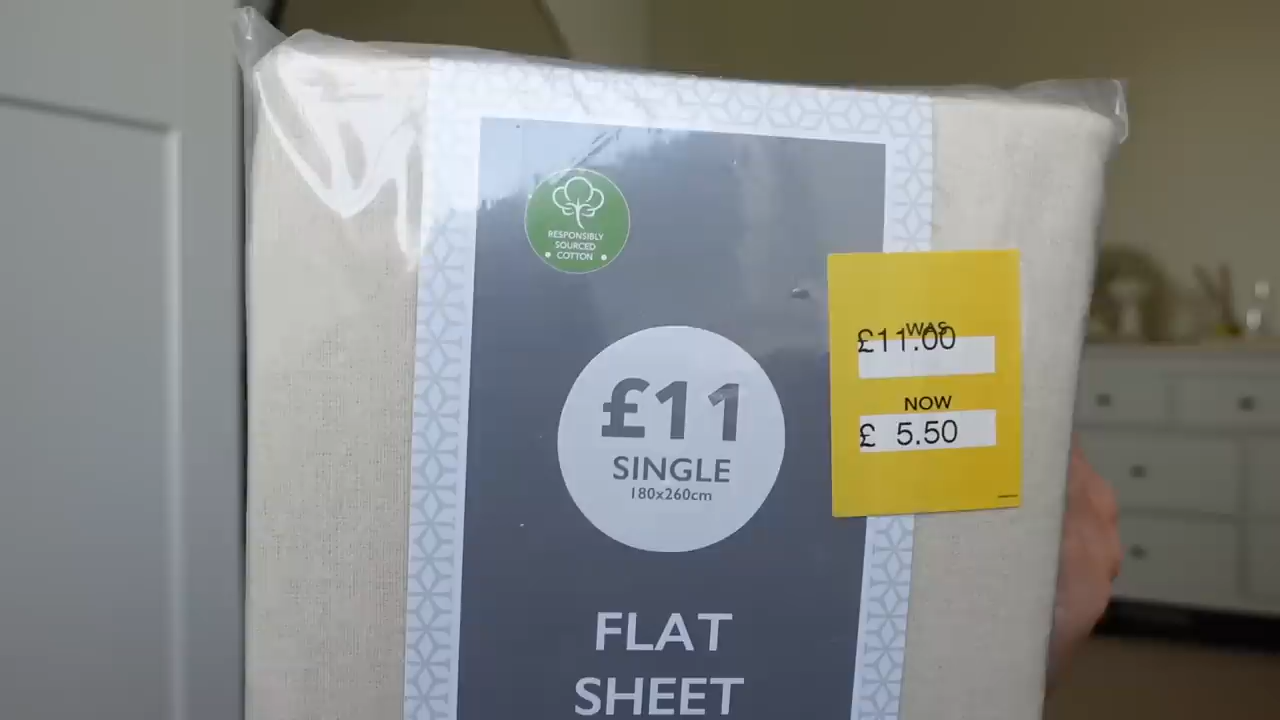 RESPONSIBLY
SOURCED
COTTON
£11
SINGLE
180x260cm
FLAT
SHEET
WAS
£11.00
NOW
£ 5.50